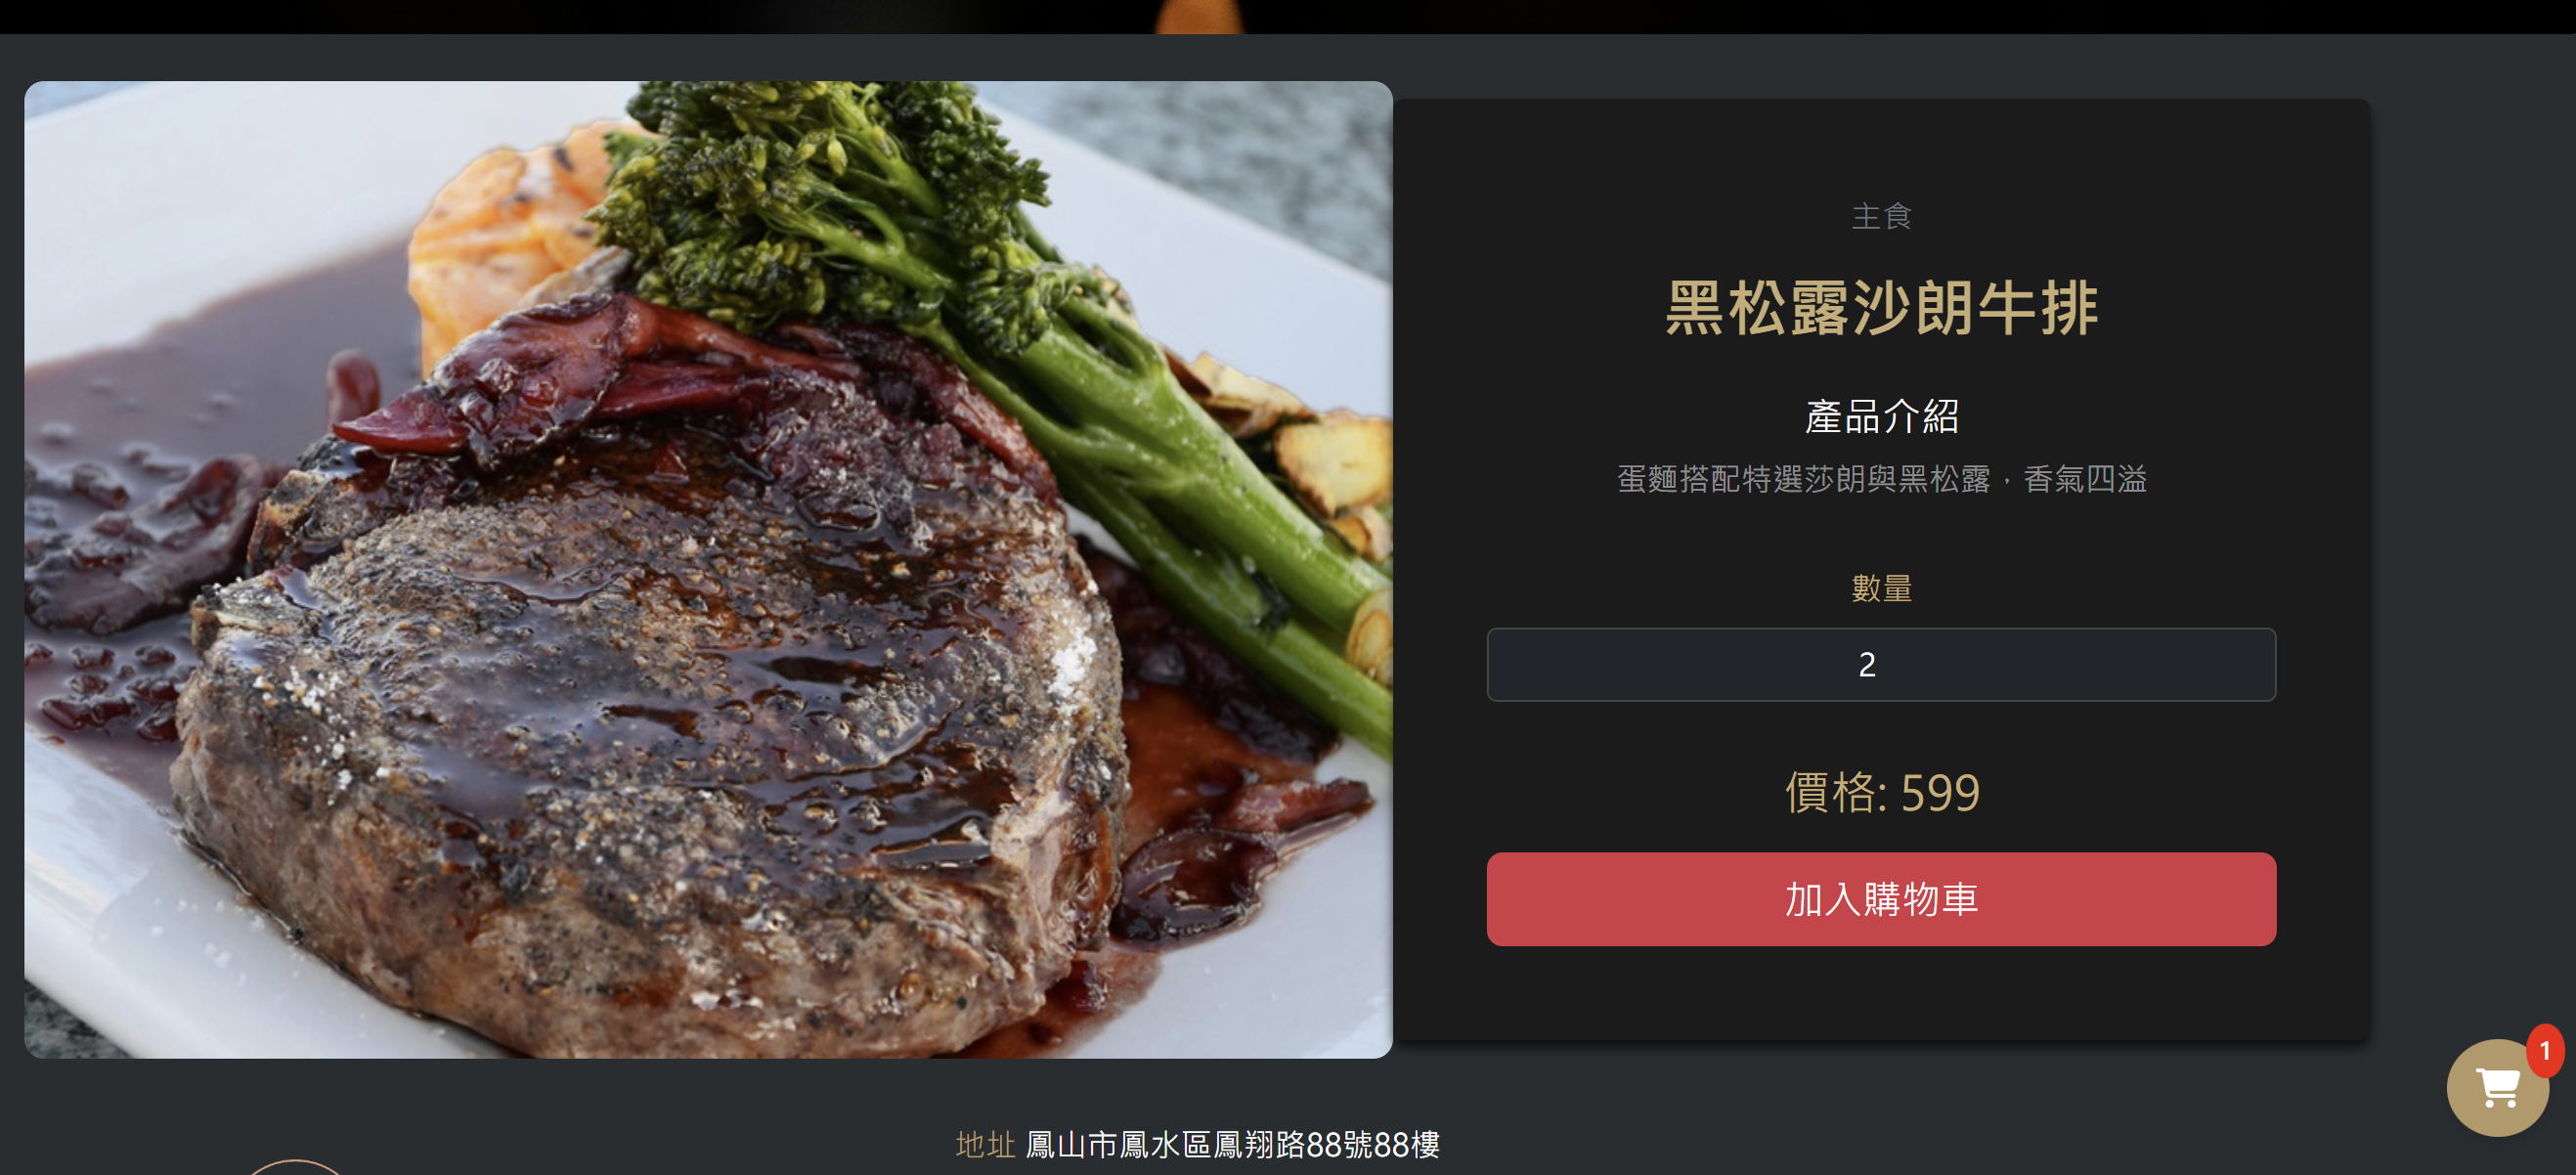 主食
黑松露沙朗牛排
產品介紹
蛋麵搭配特選莎朗與黑松露，香氣四溢
數量
2
價格: 599
加入購物車
1
地址 鳳山市鳳水區鳳翔路88號88樓